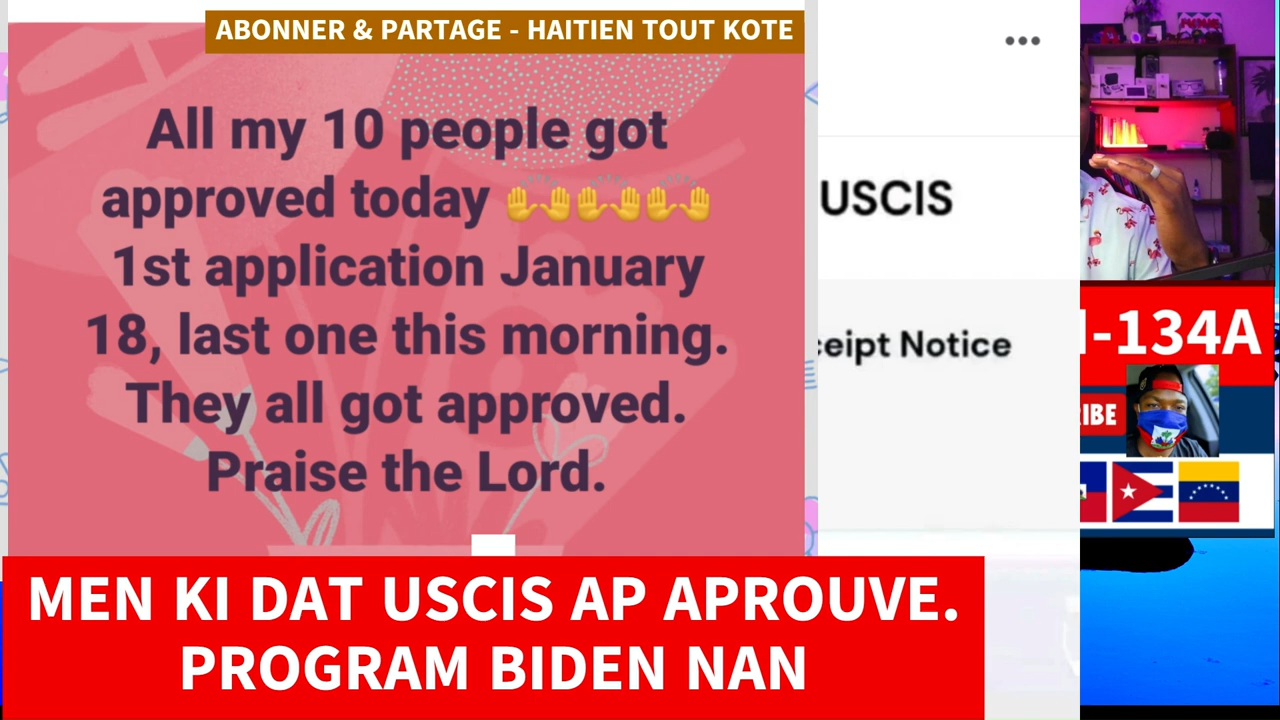 ABONNER & PARTAGE - HAITIEN TOUT KOTE
All my 10 people got
approved today 🙌🙌🙌
1st application January
18, last one this morning.
They all got approved.
Praise the Lord.
USCIS
ceipt Notice
I-134A
IBE
MEN KI DAT USCIS AP APROUVE.
PROGRAM BIDEN NAN